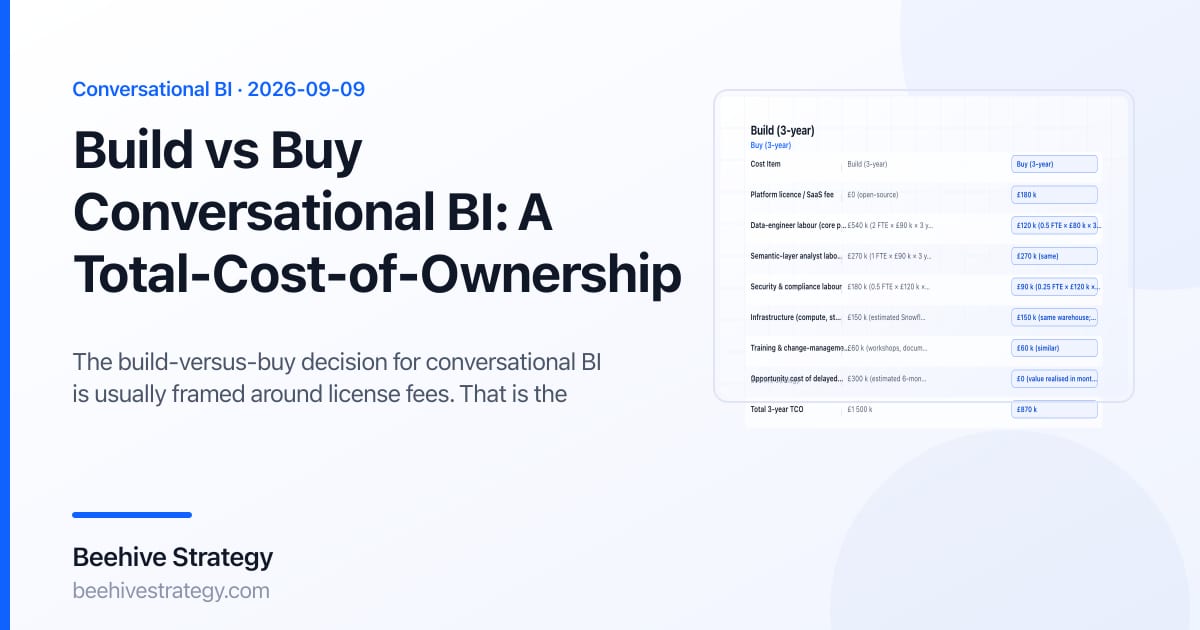 Conversational BI · 2026-09-09
Build vs Buy
Conversational BI: A
Total-Cost-of-Ownership
The build-versus-buy decision for conversational BI
is usually framed around license fees. That is the
Beehive Strategy
beehivestrategy.com
Build (3-year)
Buy (3-year)
Cost Item Build (3-year) Buy (3-year)
Platform licence / SaaS fee £0 (open-source) £180 k
Data-engineer labour (core p... £540 k (2 FTE × £90 k × 3 y... £120 k (0.5 FTE × £80 k × 3...
Semantic-layer analyst labo... £270 k (1 FTE × £90 k × 3 y... £270 k (same)
Security & compliance labour £180 k (0.5 FTE × £120 k ×... £90 k (0.25 FTE × £120 k ×...
Infrastructure (compute, st... £150 k (estimated Snowfl... £150 k (same warehouse;...
Training & change-manageme... £60 k (workshops, docum... £60 k (similar)
Opportunity cost of delayed... £300 k (estimated 6-mon... £0 (value realised in mont...
Total 3-year TCO £1 500 k £870 k